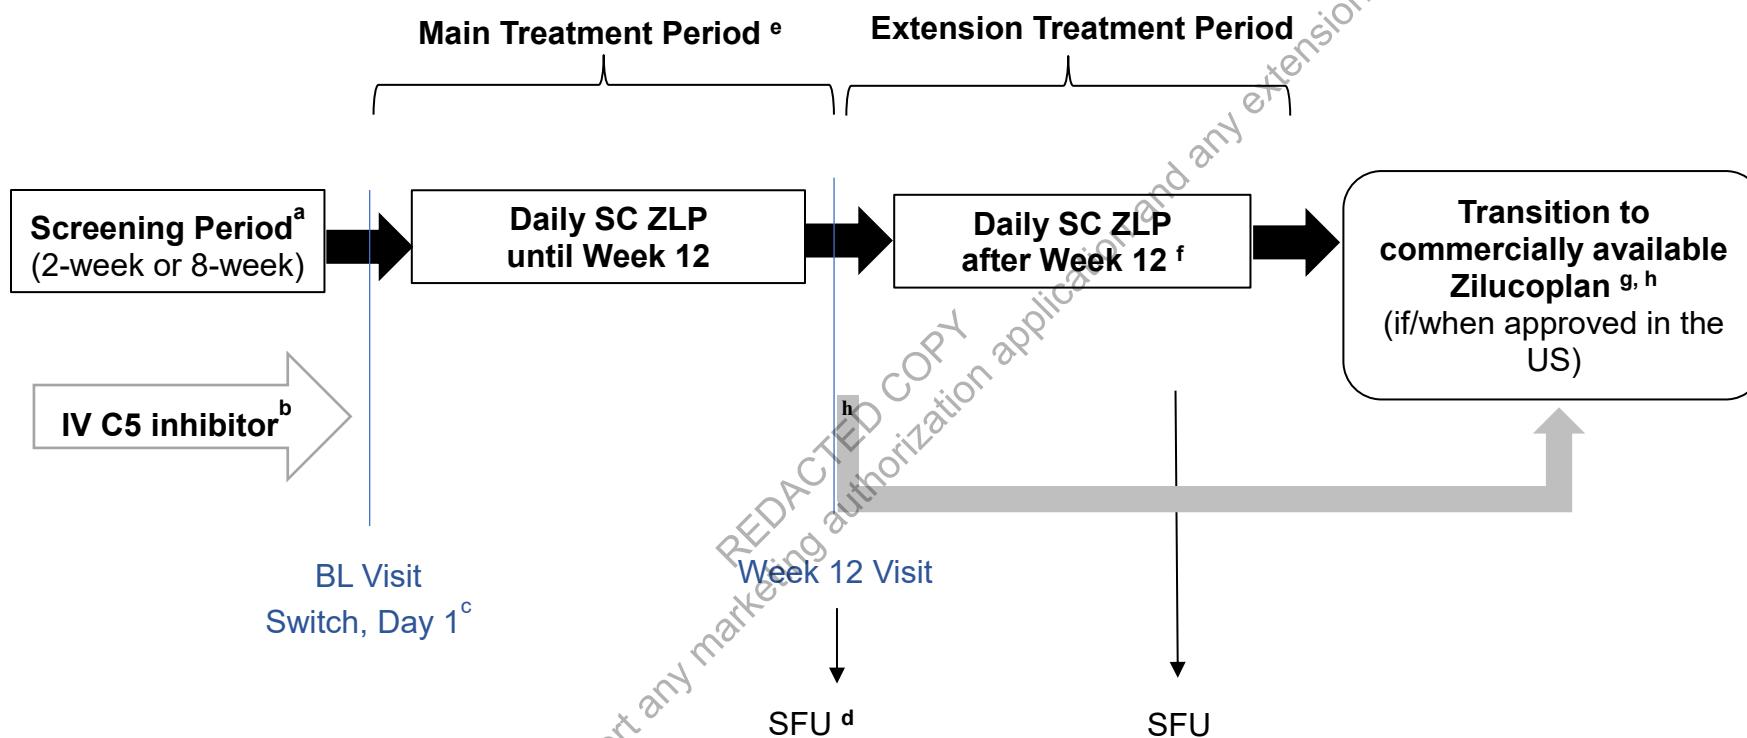 Main Treatment Period e
Extension Treatment Period
Screening Period a
(2-week or 8-week)
Daily SC ZLP
until Week 12
Daily SC ZLP
after Week 12 f
Transition to
commercially available
Zilucoplan g, h
(if/when approved in the
US)
IV C5 inhibitor b
h
BL Visit
Switch, Day 1 c
Week 12 Visit
SFU d
SFU
REDACTED COPY
any marketing authorization application and any extension